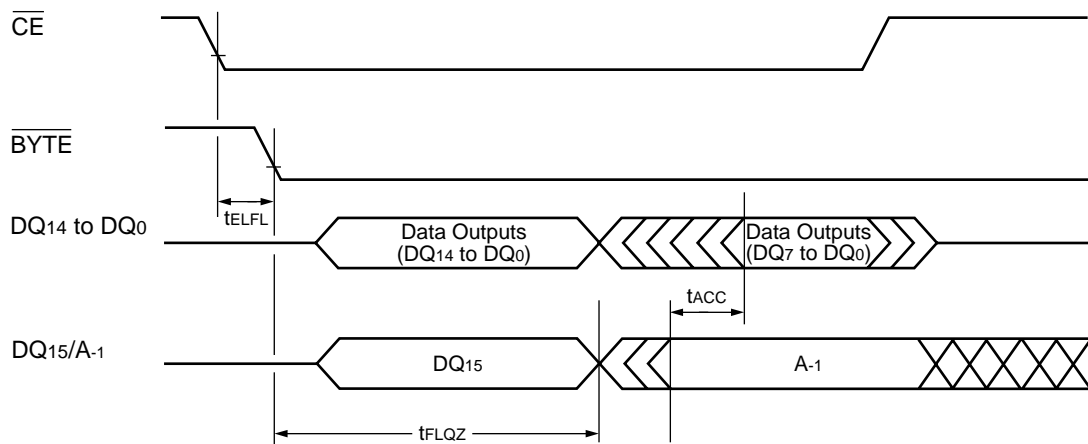 CE
BYTE
tELFL
DQ14 to DQ0
Data Outputs
(DQ14 to DQ0)
Data Outputs
(DQ7 to DQ0)
tACC
DQ15/A-1
DQ15
A-1
tFLQZ